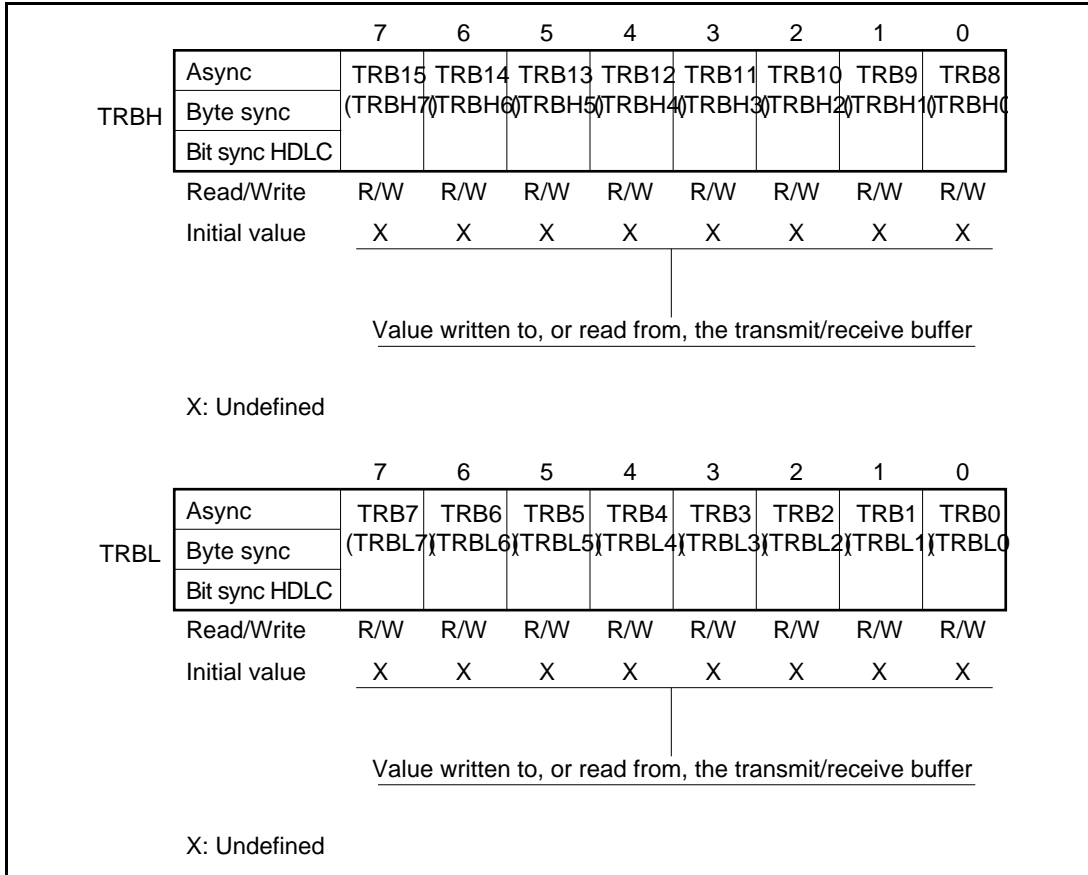 7 6 5 4 3 2 1 0
TRBH
Async TRB15 TRB14 TRB13 TRB12 TRB11 TRB10 TRB9 TRB8
Byte sync (TRBH7) (TRBH6) (TRBH5) (TRBH4) (TRBH3) (TRBH2) (TRBH1) (TRBH0
Bit sync HDLC
Read/Write R/W R/W R/W R/W R/W R/W R/W R/W
Initial value X X X X X X X X
Value written to, or read from, the transmit/receive buffer
X: Undefined
7 6 5 4 3 2 1 0
TRBL
Async TRB7 TRB6 TRB5 TRB4 TRB3 TRB2 TRB1 TRB0
Byte sync (TRBL7) (TRBL6) (TRBL5) (TRBL4) (TRBL3) (TRBL2) (TRBL1) (TRBL0
Bit sync HDLC
Read/Write R/W R/W R/W R/W R/W R/W R/W R/W
Initial value X X X X X X X X
Value written to, or read from, the transmit/receive buffer
X: Undefined